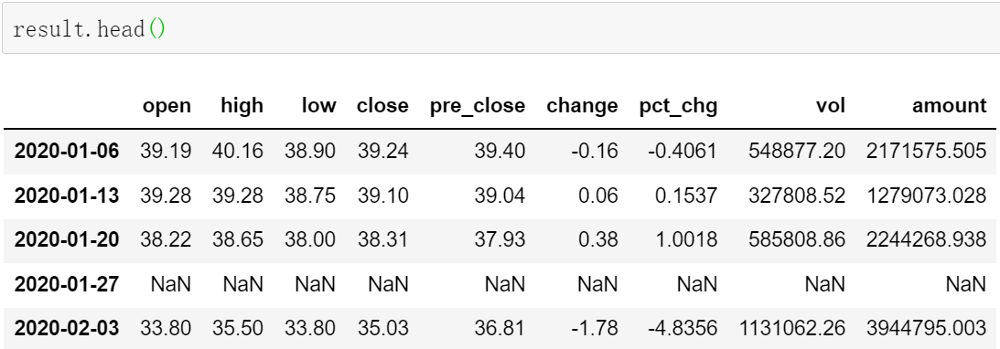 result.head()
open high low close pre_close change pct_chg vol amount
2020-01-06 39.19 40.16 38.90 39.24 39.40 -0.16 -0.4061 548877.20 2171575.505
2020-01-13 39.28 39.28 38.75 39.10 39.04 0.06 0.1537 327808.52 1279073.028
2020-01-20 38.22 38.65 38.00 38.31 37.93 0.38 1.0018 585808.86 2244268.938
2020-01-27 NaN NaN NaN NaN NaN NaN NaN NaN NaN
2020-02-03 33.80 35.50 33.80 35.03 36.81 -1.78 -4.8356 1131062.26 3944795.003